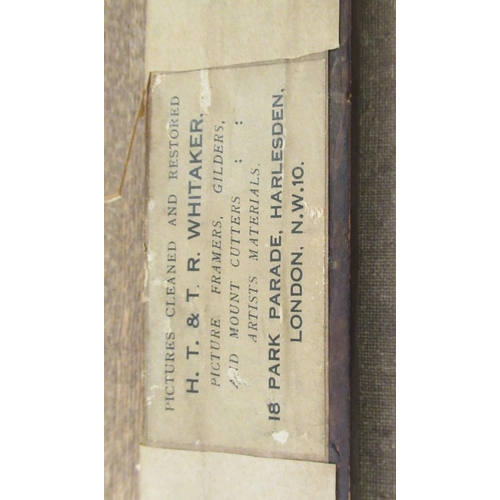 PICTURES CLEANED AND RESTORED
H. T. & T. R. WHITAKER,
PICTURE FRAMERS, GILDERS,
AND MOUNT CUTTERS : :
ARTISTS MATERIALS.
18 PARK PARADE, HARLESDEN,
LONDON, N.W.10.